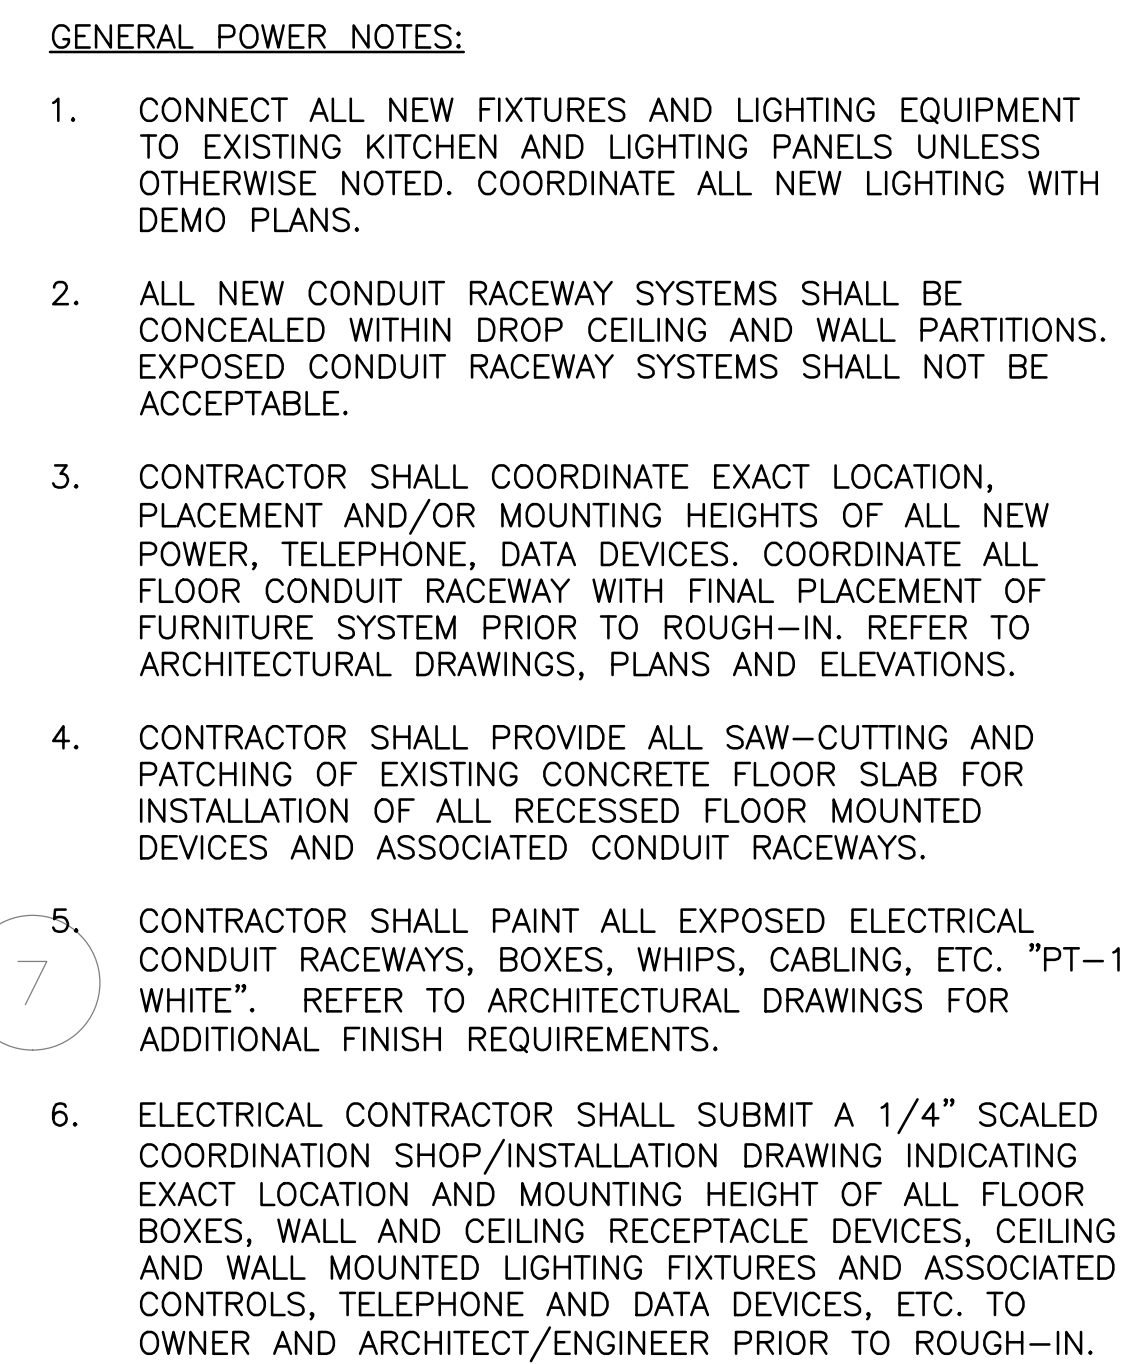 GENERAL POWER NOTES:
1. CONNECT ALL NEW FIXTURES AND LIGHTING EQUIPMENT
TO EXISTING KITCHEN AND LIGHTING PANELS UNLESS
OTHERWISE NOTED. COORDINATE ALL NEW LIGHTING WITH
DEMO PLANS.
2. ALL NEW CONDUIT RACEWAY SYSTEMS SHALL BE
CONCEALED WITHIN DROP CEILING AND WALL PARTITIONS.
EXPOSED CONDUIT RACEWAY SYSTEMS SHALL NOT BE
ACCEPTABLE.
3. CONTRACTOR SHALL COORDINATE EXACT LOCATION,
PLACEMENT AND/OR MOUNTING HEIGHTS OF ALL NEW
POWER, TELEPHONE, DATA DEVICES. COORDINATE ALL
FLOOR CONDUIT RACEWAY WITH FINAL PLACEMENT OF
FURNITURE SYSTEM PRIOR TO ROUGH–IN. REFER TO
ARCHITECTURAL DRAWINGS, PLANS AND ELEVATIONS.
4. CONTRACTOR SHALL PROVIDE ALL SAW–CUTTING AND
PATCHING OF EXISTING CONCRETE FLOOR SLAB FOR
INSTALLATION OF ALL RECESSED FLOOR MOUNTED
DEVICES AND ASSOCIATED CONDUIT RACEWAYS.
5. CONTRACTOR SHALL PAINT ALL EXPOSED ELECTRICAL
7 CONDUIT RACEWAYS, BOXES, WHIPS, CABLING, ETC. ”PT–1
WHITE”. REFER TO ARCHITECTURAL DRAWINGS FOR
ADDITIONAL FINISH REQUIREMENTS.
6. ELECTRICAL CONTRACTOR SHALL SUBMIT A 1/4” SCALED
COORDINATION SHOP/INSTALLATION DRAWING INDICATING
EXACT LOCATION AND MOUNTING HEIGHT OF ALL FLOOR
BOXES, WALL AND CEILING RECEPTACLE DEVICES, CEILING
AND WALL MOUNTED LIGHTING FIXTURES AND ASSOCIATED
CONTROLS, TELEPHONE AND DATA DEVICES, ETC. TO
OWNER AND ARCHITECT/ENGINEER PRIOR TO ROUGH–IN.